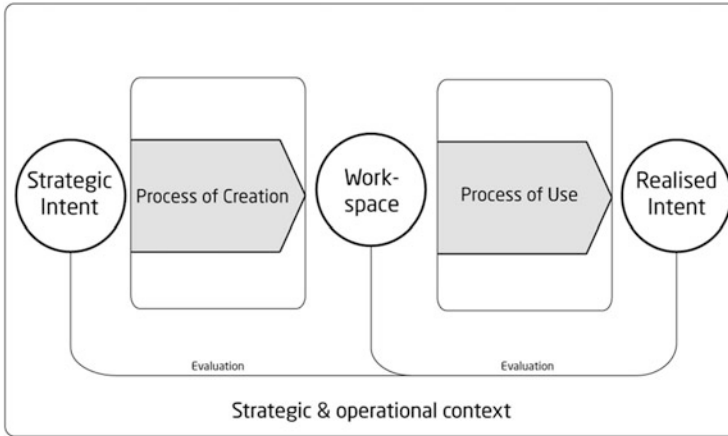 Strategic
Intent
Process of Creation
Work-
space
Process of Use
Realised
Intent
Evaluation
Evaluation
Strategic & operational context